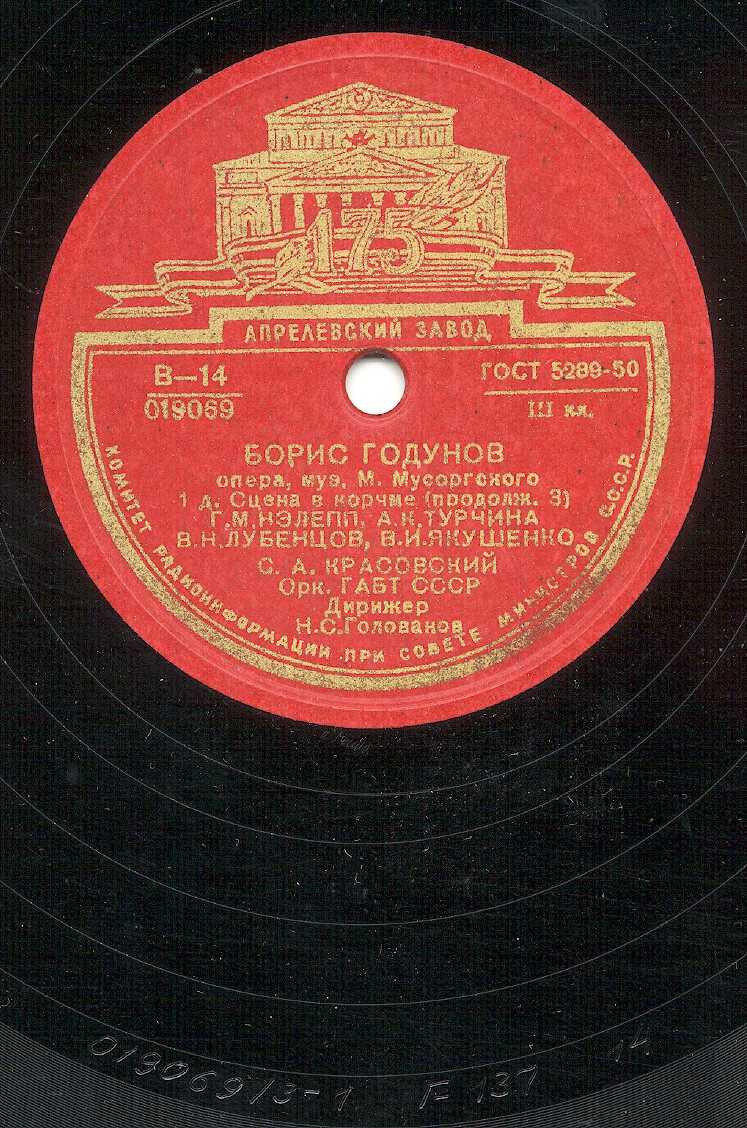 175
АПРЕЛЕВСКИЙ ЗАВОД
В—14
019069
ГОСТ 5289-50
III кл.
БОРИС ГОДУНОВ
опера, муз, М. Мусоргского
1 д. Сцена в корчме (продолж. 3)
Г.М.НЭЛЕПП, А.К.ТУРЧИНА
В.Н.ЛУБЕНЦОВ, В.И.ЯКУШЕНКО
С. А. КРАСОВСКИЙ
Орк. ГАБТ СССР
Дирижер
Н.С.Голованов
КОМИТЕТ РАДИОИНФОРМАЦИИ ПРИ СОВЕТЕ МИНИСТРОВ С.С.С.Р.
019069/3-1 F 137 14